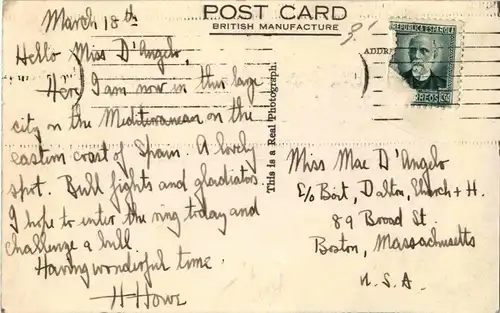 March 18th
POST CARD
BRITISH MANUFACTURE
ADDRE
REPUBLICA ESPAÑOLA
CORREOS
Hello Miss D'Angelo,
Here I am now in this large
city on the Mediterranean on the
eastern coast of Spain. A lovely
spot. Bull fights and gladiators
I hope to enter the ring today and
challenge a bull.
Having wonderful time.
H Howe
This is a Real Photograph.
Miss Mae D'Angelo
c/o Dalton, Church + H.
89 Broad St.
Boston, Massachusetts
U.S.A.